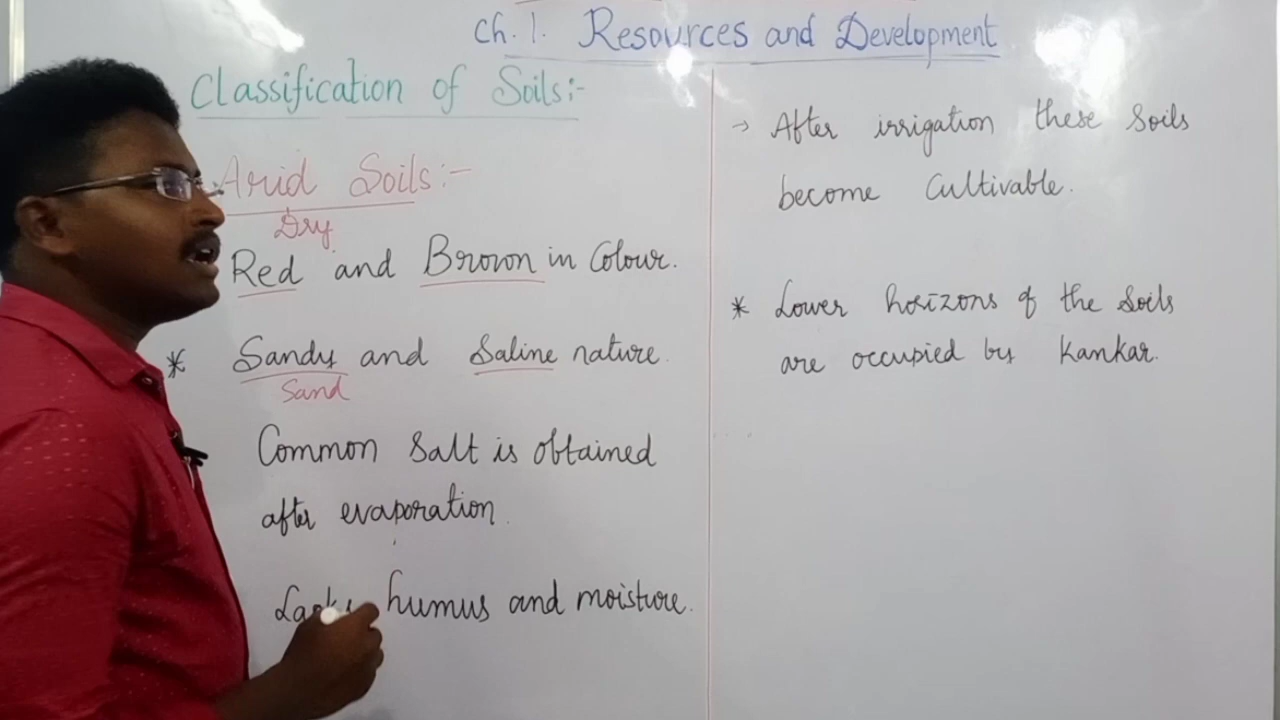 Ch. 1. Resources and Development
Classification of Soils:-
Arid Soils:-
Dry
Red and Brown in Colour.
* Sandy and Saline nature.
Sand
Common Salt is obtained
after evaporation.
humus and moisture.
→ After irrigation these Soils
become Cultivable.
* Lower horizons of the Soils
are occupied by Kankar.